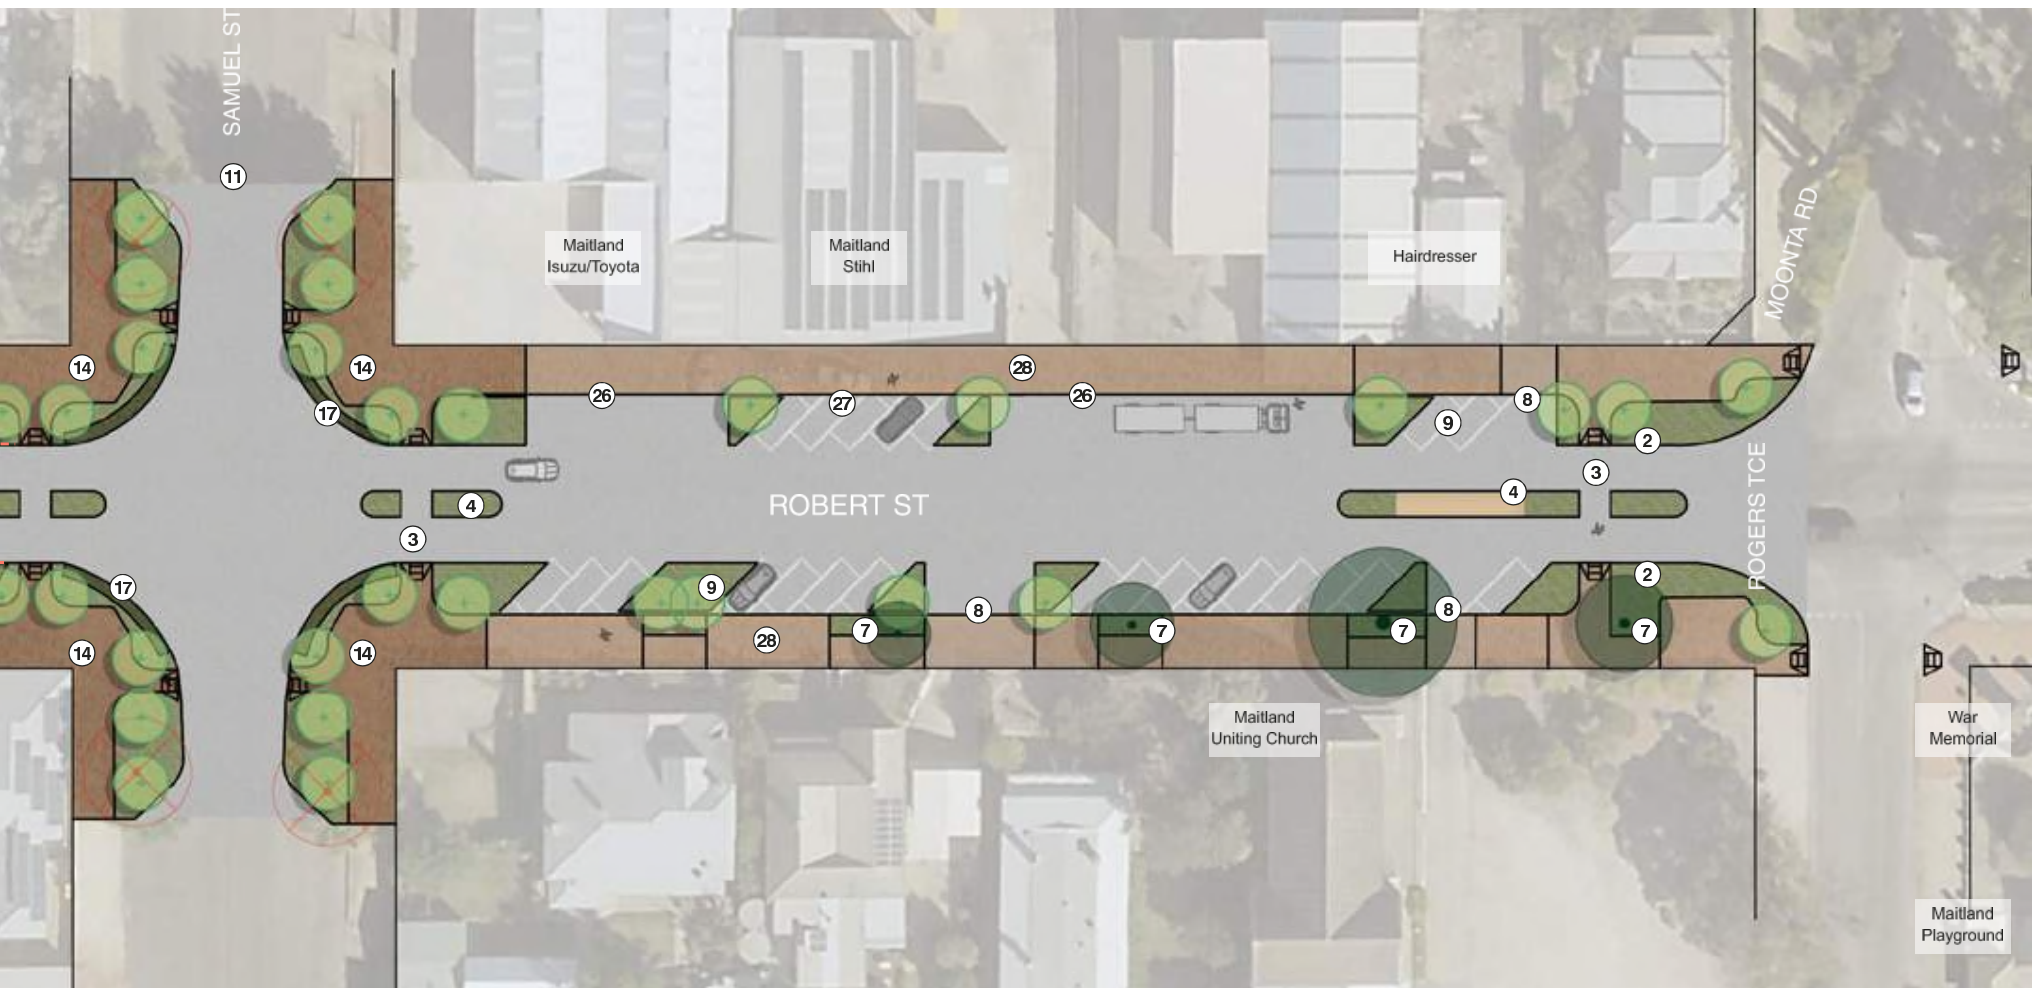 SAMUEL ST
11
MOONTA RD
Maitland
Isuzu/Toyota
Maitland
Stihl
Hairdresser
14
14
28
26
27
26
8
17
9
2
3
4
4
ROBERT ST
ROGERS TCE
3
17
9
2
8
8
7
7
7
7
14
14
28
Maitland
Uniting Church
War
Memorial
Maitland
Playground